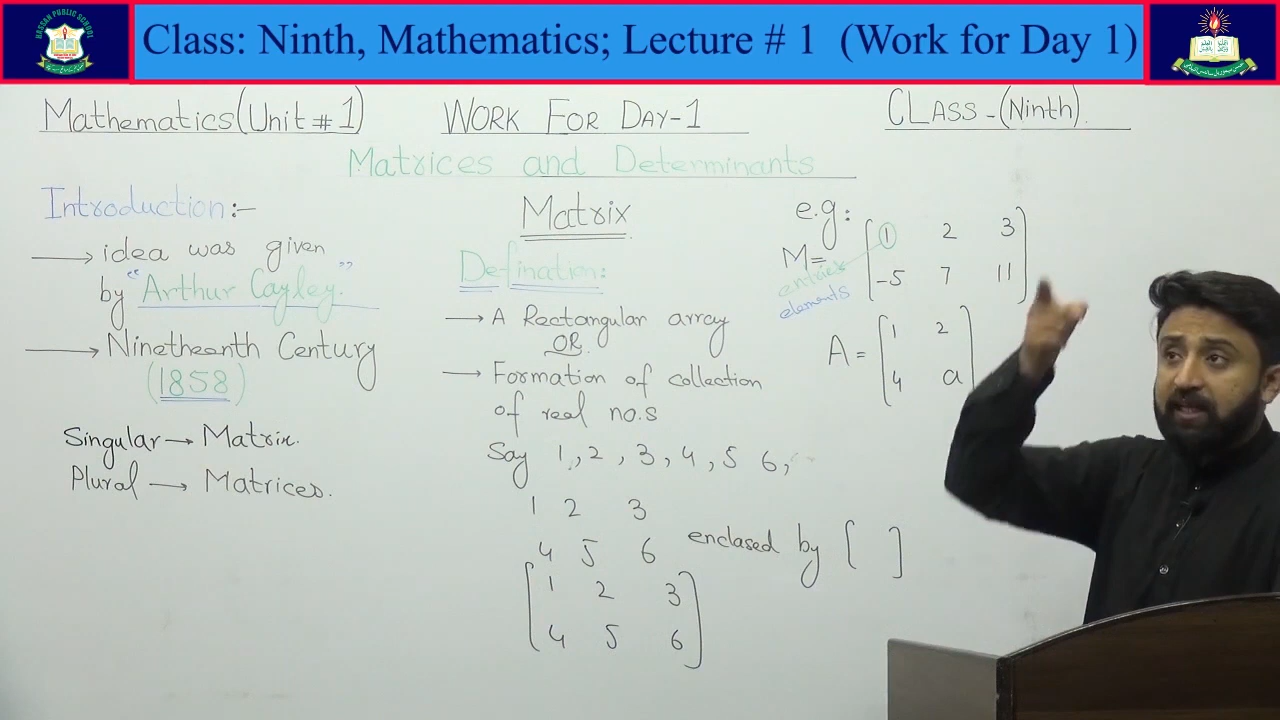 HASSAN PUBLIC SCHOOL
Class: Ninth, Mathematics; Lecture # 1 (Work for Day 1)
Mathematics(Unit # 1)
WORK FOR DAY-1
CLASS-(Ninth).
Matrices and Determinants
Introduction:-
→ idea was given
by "Arthur Cayley."
→ Ninetheenth Century
(1858)
Singular → Matrix.
Plural → Matrices.
Matrix
Defination:
→ A Rectangular array
OR
→ Formation of collection
of real no.s
Say 1, 2, 3, 4, 5 6,
1 2 3
4 5 6
enclased by [ ]
[1 2 3
4 5 6]
e.g:
M= [1 2 3
-5 7 11]
entries
elements
A = [1 2
4 a]